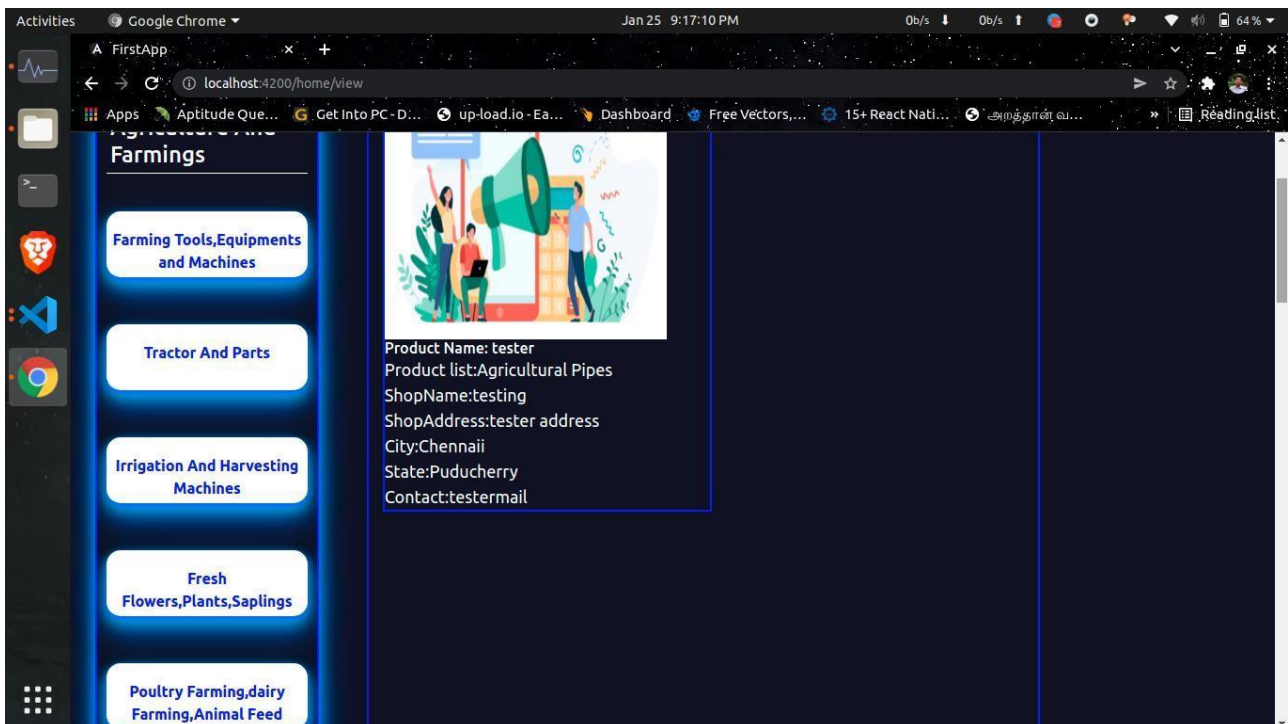 Activities
Google Chrome
Jan 25 9:17:10 PM
0b/s
0b/s
64 %
FirstApp
localhost:4200/home/view
Apps
Aptitude Que...
Get Into PC - D...
up-load.io - Ea...
Dashboard
Free Vectors,...
15+ React Nati...
அறத்தான் வ...
»
Reading list
Agriculture And
Farmings
Farming Tools,Equipments
and Machines
Tractor And Parts
Irrigation And Harvesting
Machines
Fresh
Flowers,Plants,Saplings
Poultry Farming,dairy
Farming,Animal Feed
Product Name: tester
Product list:Agricultural Pipes
ShopName:testing
ShopAddress:tester address
City:Chennaii
State:Puducherry
Contact:testermail